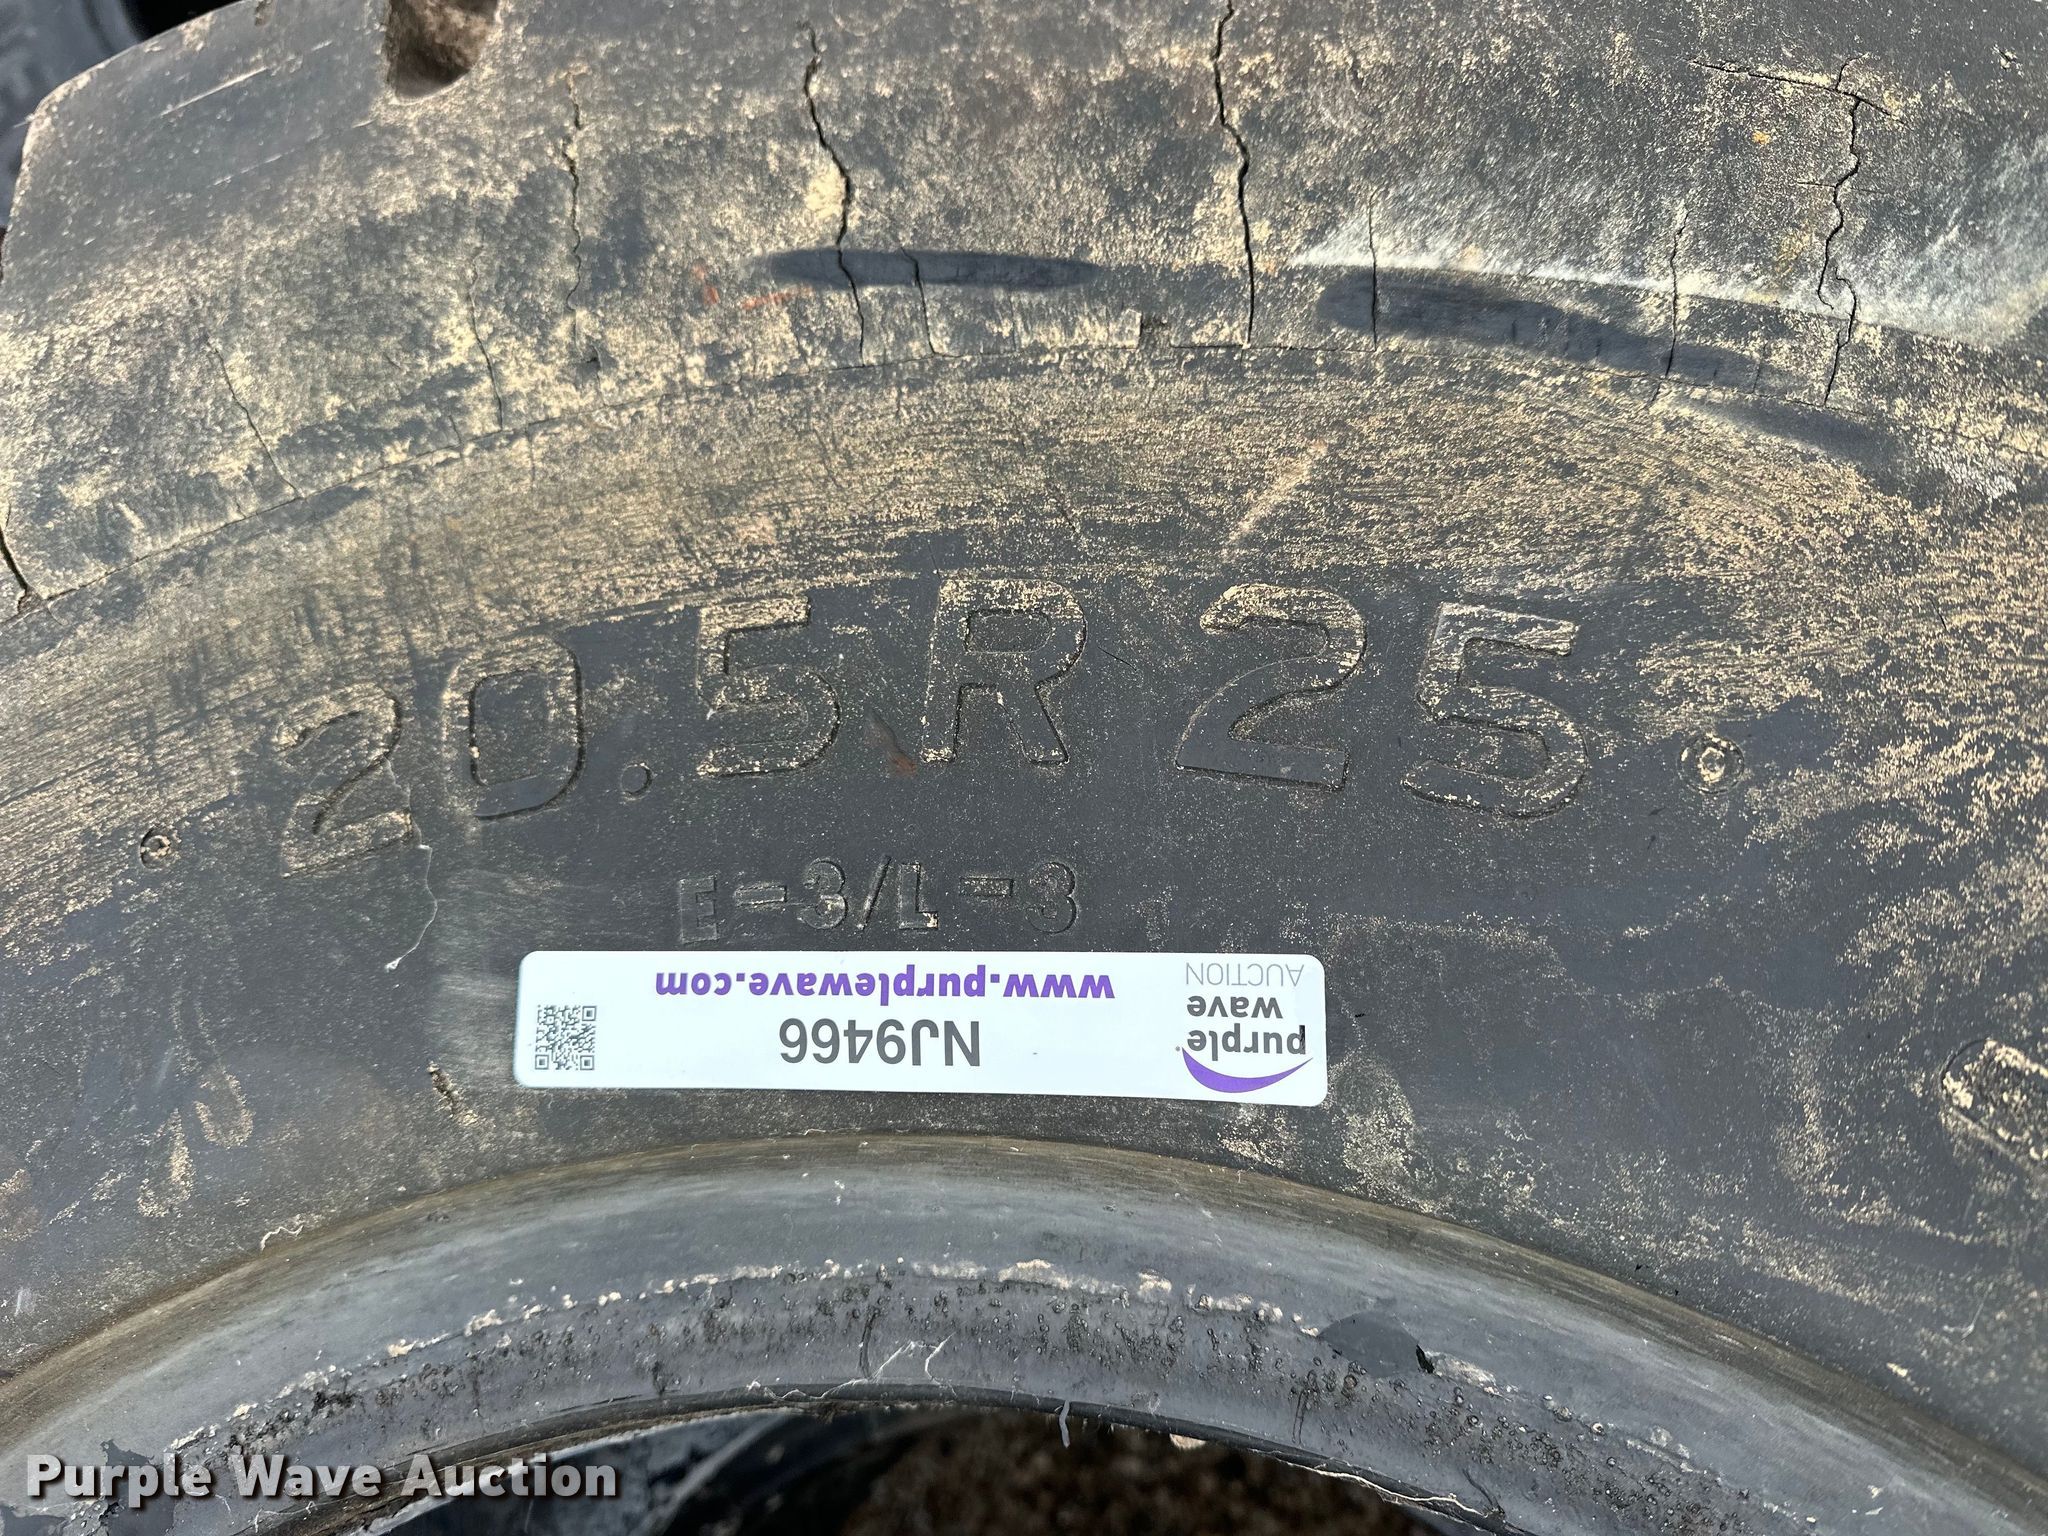 20.5R25
E-3/L-3
www.purplewave.com
NJ9466
purple
wave
AUCTION
Purple Wave Auction